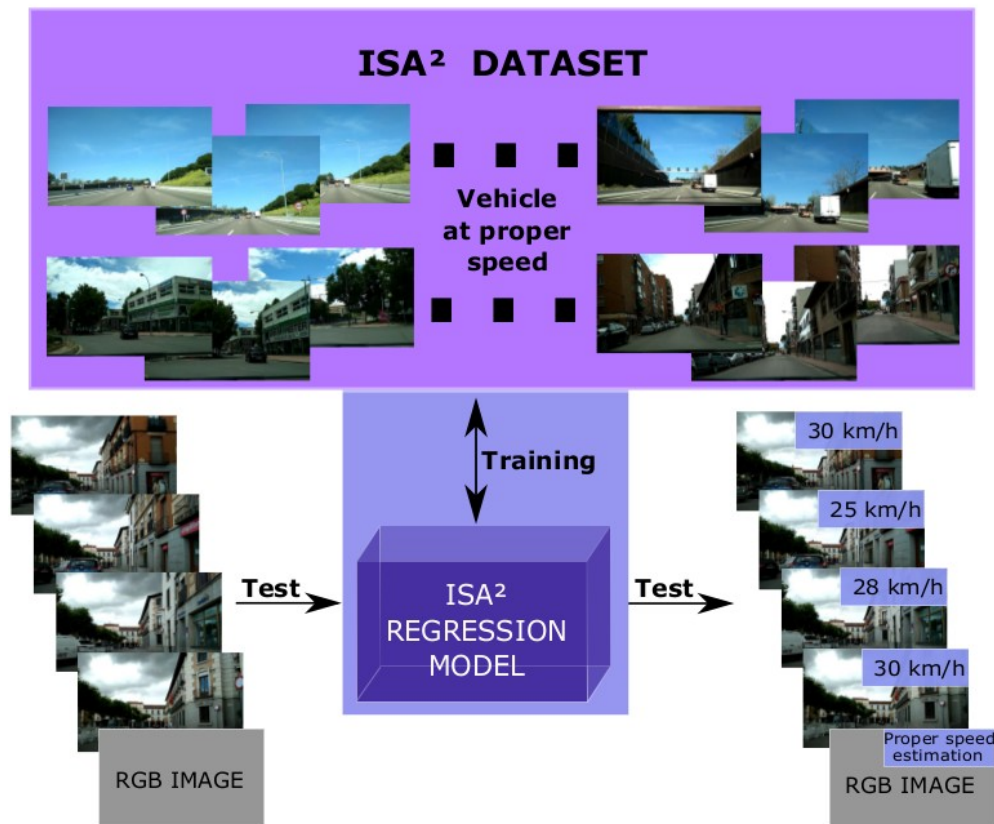 ISA² DATASET
Vehicle
at proper
speed
Training
Test
ISA²
REGRESSION
MODEL
Test
30 km/h
25 km/h
28 km/h
30 km/h
Proper speed
estimation
RGB IMAGE
RGB IMAGE